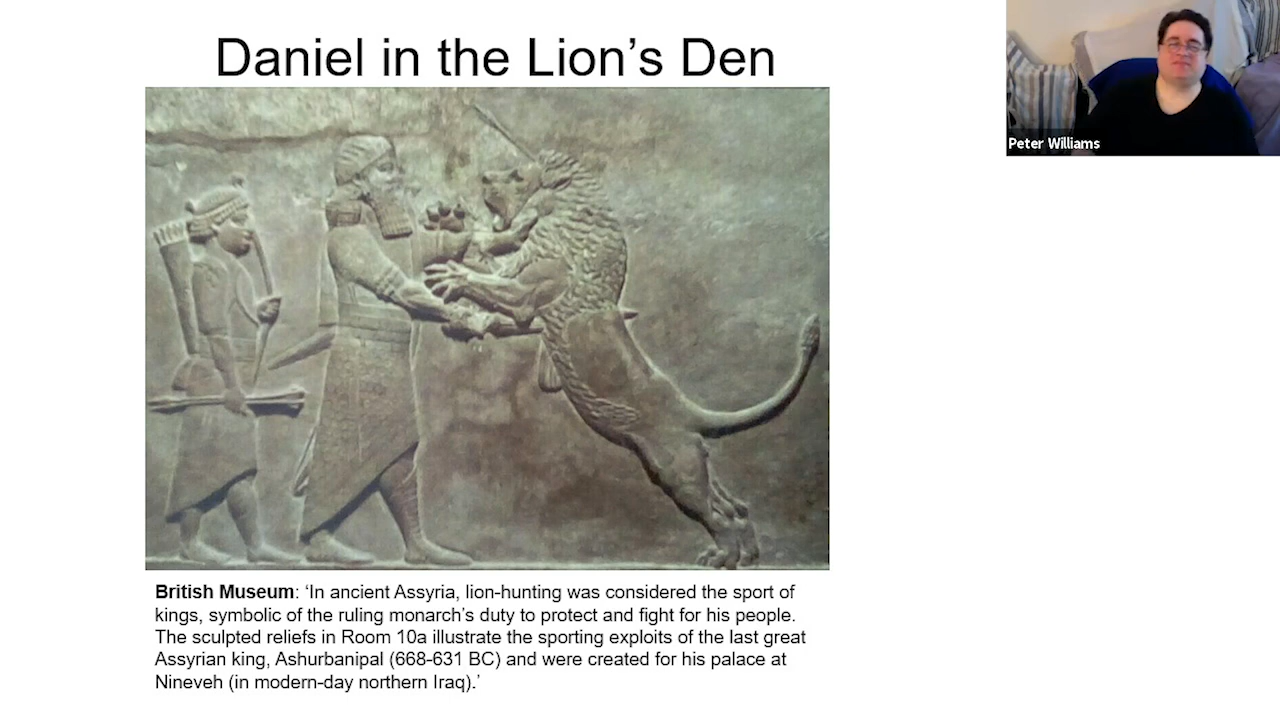 Daniel in the Lion’s Den
Peter Williams
British Museum: ‘In ancient Assyria, lion-hunting was considered the sport of
kings, symbolic of the ruling monarch’s duty to protect and fight for his people.
The sculpted reliefs in Room 10a illustrate the sporting exploits of the last great
Assyrian king, Ashurbanipal (668-631 BC) and were created for his palace at
Nineveh (in modern-day northern Iraq).’